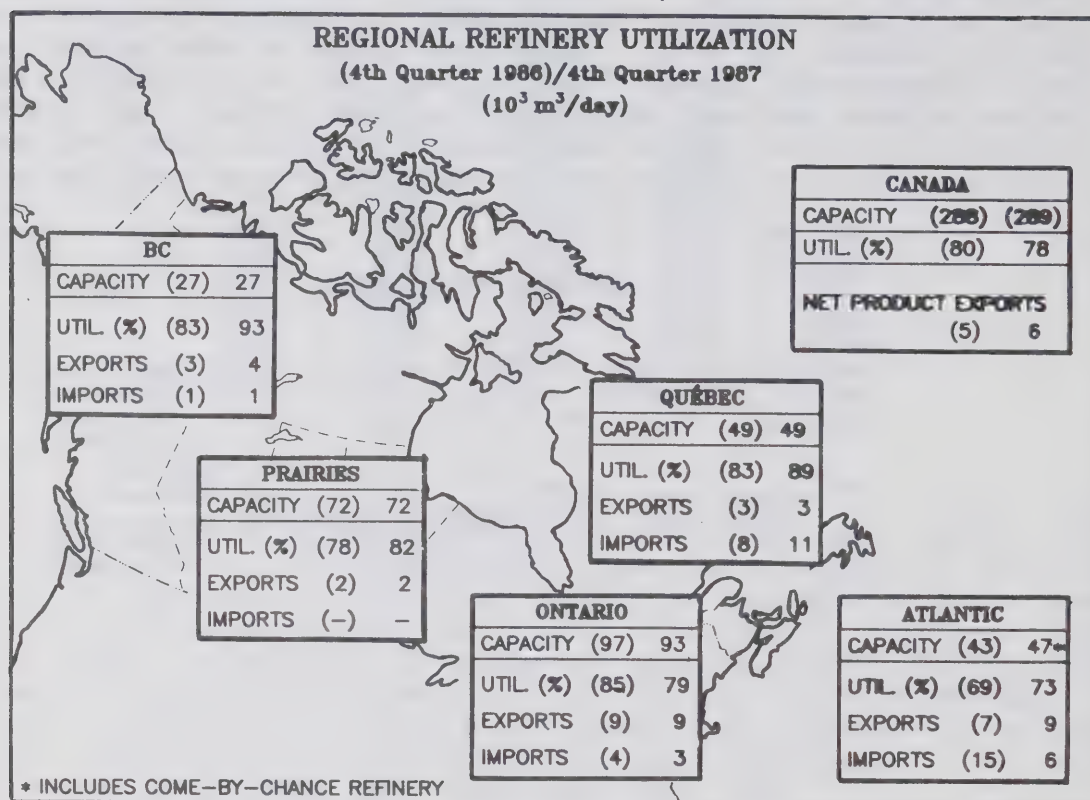 REGIONAL REFINERY UTILIZATION
(4th Quarter 1986)/4th Quarter 1987
(10³ m³/day)
CANADA
CAPACITY (288) (289)
UTIL. (%) (80) 78
NET PRODUCT EXPORTS
(5) 6
BC
CAPACITY (27) 27
UTIL. (%) (83) 93
EXPORTS (3) 4
IMPORTS (1) 1
QUÉBEC
CAPACITY (49) 49
UTIL. (%) (83) 89
EXPORTS (3) 3
IMPORTS (8) 11
PRAIRIES
CAPACITY (72) 72
UTIL. (%) (78) 82
EXPORTS (2) 2
IMPORTS (–) –
ONTARIO
CAPACITY (97) 93
UTIL. (%) (85) 79
EXPORTS (9) 9
IMPORTS (4) 3
ATLANTIC
CAPACITY (43) 47*
UTIL. (%) (69) 73
EXPORTS (7) 9
IMPORTS (15) 6
* INCLUDES COME–BY–CHANCE REFINERY